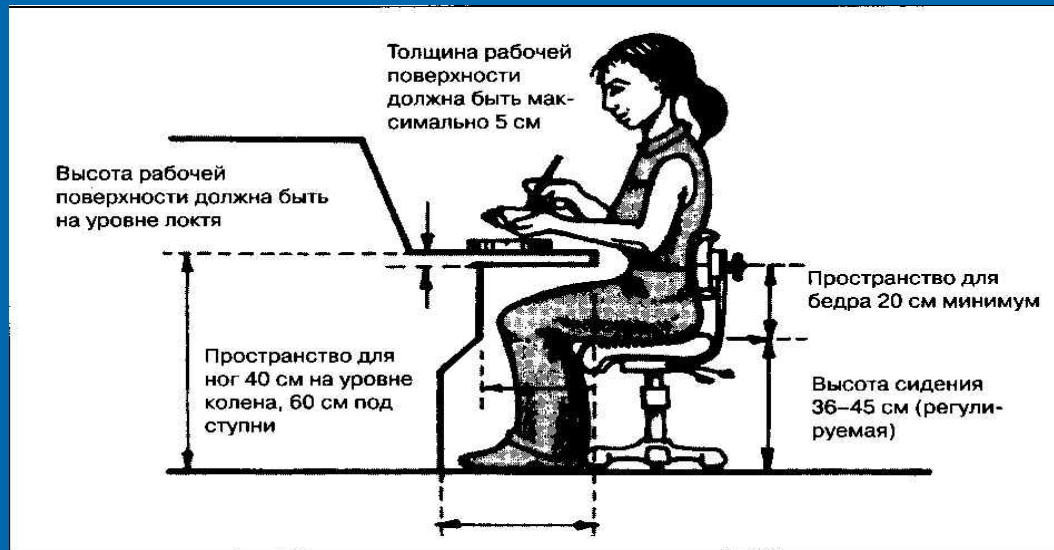 Толщина рабочей
поверхности
должна быть мак-
симально 5 см
Высота рабочей
поверхности должна быть
на уровне локтя
Пространство для
бедра 20 см минимум
Пространство для
ног 40 см на уровне
колена, 60 см под
ступни
Высота сидения
36–45 см (регули-
руемая)